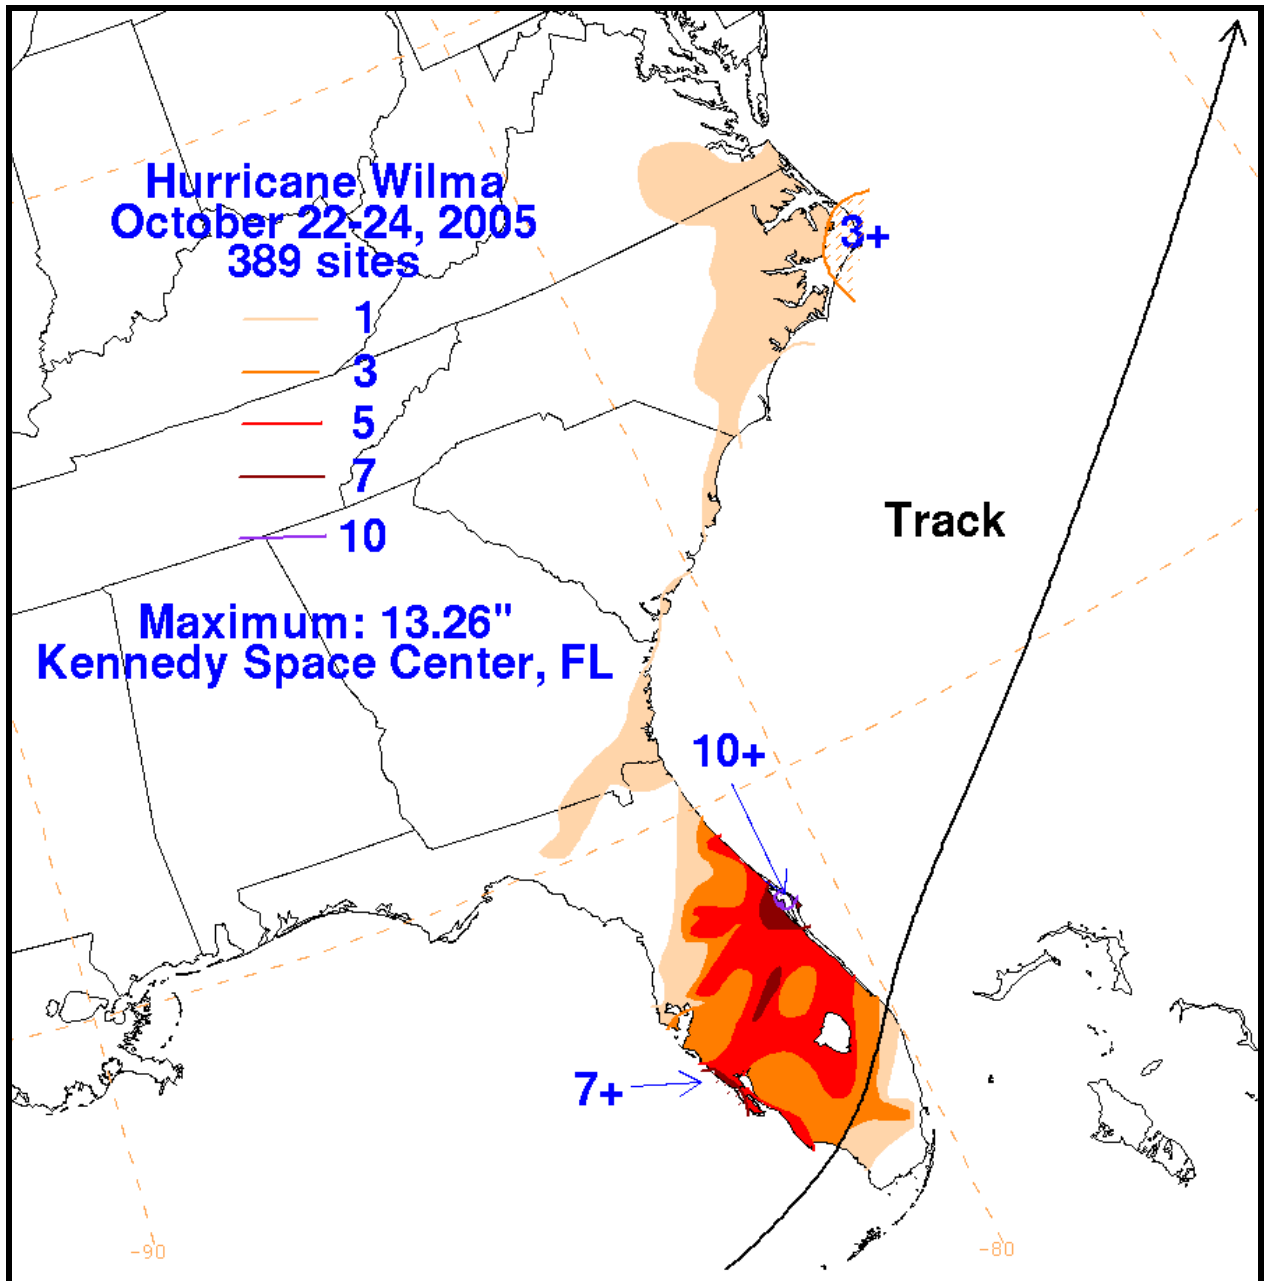 Hurricane Wilma
October 22-24, 2005
389 sites
3+
1
3
5
7
10
Track
Maximum: 13.26"
Kennedy Space Center, FL
10+
7+
-90
-80